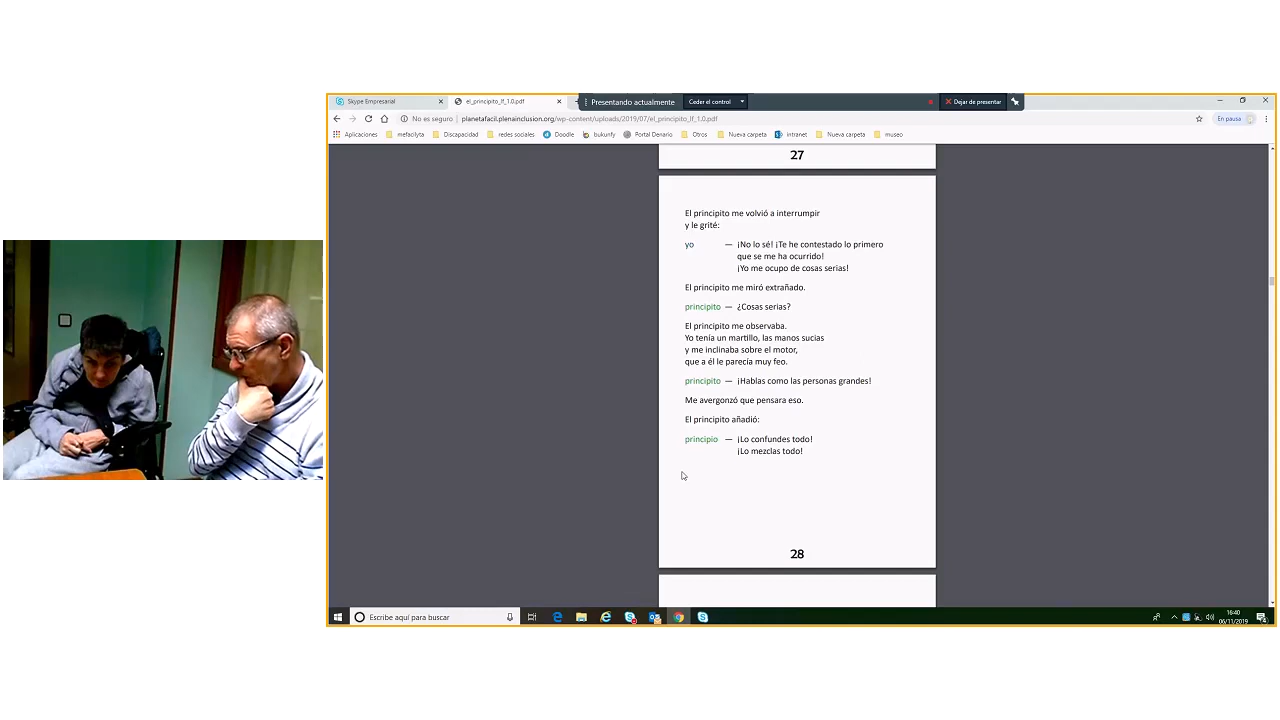 Skype Empresarial
el_principito_lf_1.0.pdf
Presentando actualmente
Ceder el control
Dejar de presentar
No es seguro
planetafacil.plenainclusion.org/wp-content/uploads/2019/07/el_principito_lf_1.0.pdf
En pausa
Aplicaciones
mefacilyta
Discapacidad
redes sociales
Doodle
bukunfy
Portal Denario
Otros
Nueva carpeta
intranet
Nueva carpeta
museo
27
El principito me volvió a interrumpir
y le grité:
yo — ¡No lo sé! ¡Te he contestado lo primero
que se me ha ocurrido!
¡Yo me ocupo de cosas serias!
El principito me miró extrañado.
principito — ¿Cosas serias?
El principito me observaba.
Yo tenía un martillo, las manos sucias
y me inclinaba sobre el motor,
que a él le parecía muy feo.
principito — ¡Hablas como las personas grandes!
Me avergonzó que pensara eso.
El principito añadió:
principio — ¡Lo confundes todo!
¡Lo mezclas todo!
28
Escribe aquí para buscar
16:40
06/11/2019